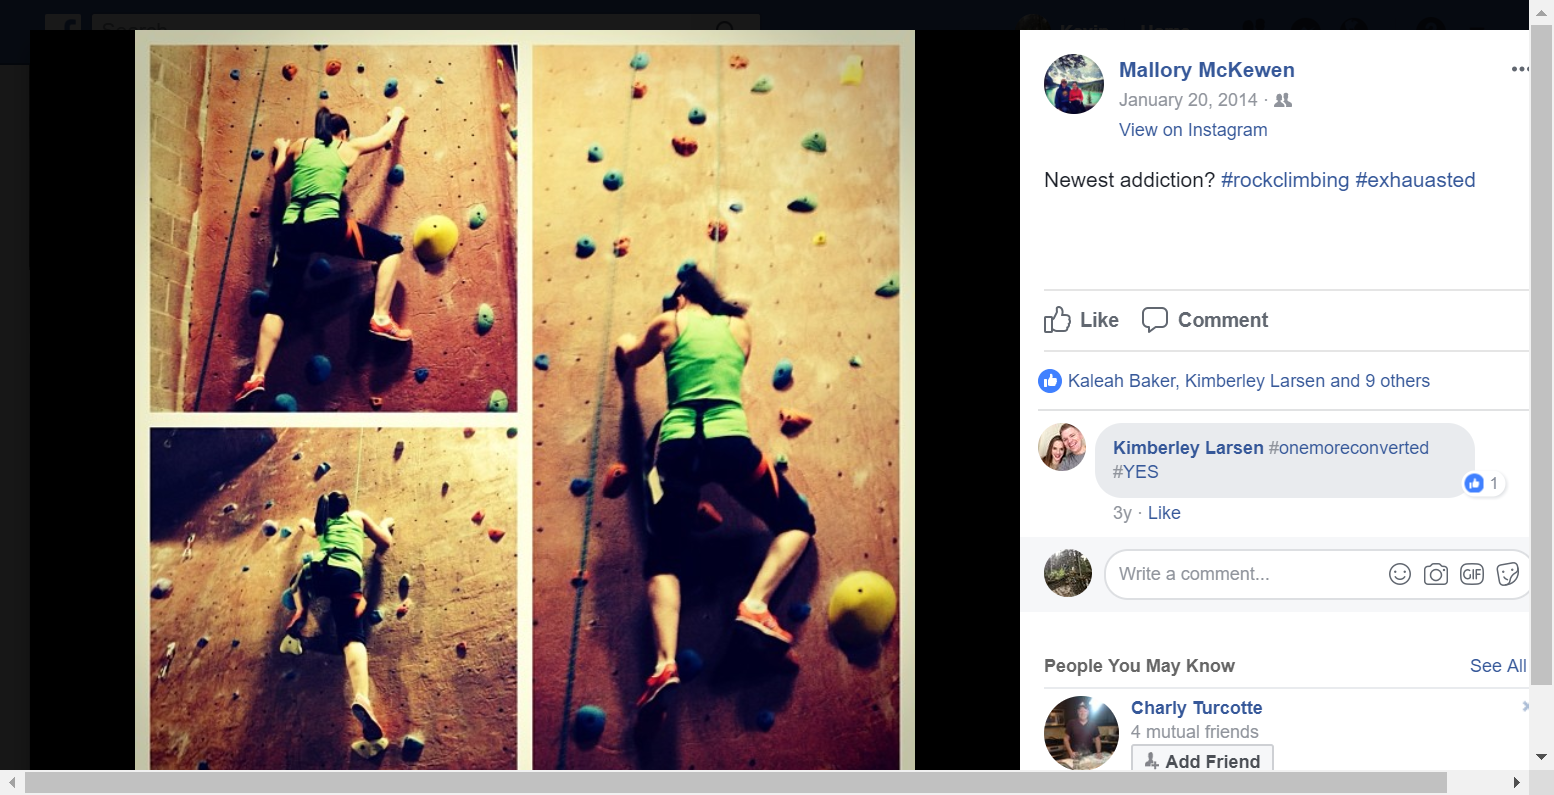 Search
Mallory McKewen
January 20, 2014 ·
View on Instagram
Newest addiction? #rockclimbing #exhauasted
Like Comment
Kaleah Baker, Kimberley Larsen and 9 others
Kimberley Larsen #onemoreconverted
#YES
1
3y · Like
Write a comment...
GIF
People You May Know
See All
Charly Turcotte
4 mutual friends
Add Friend